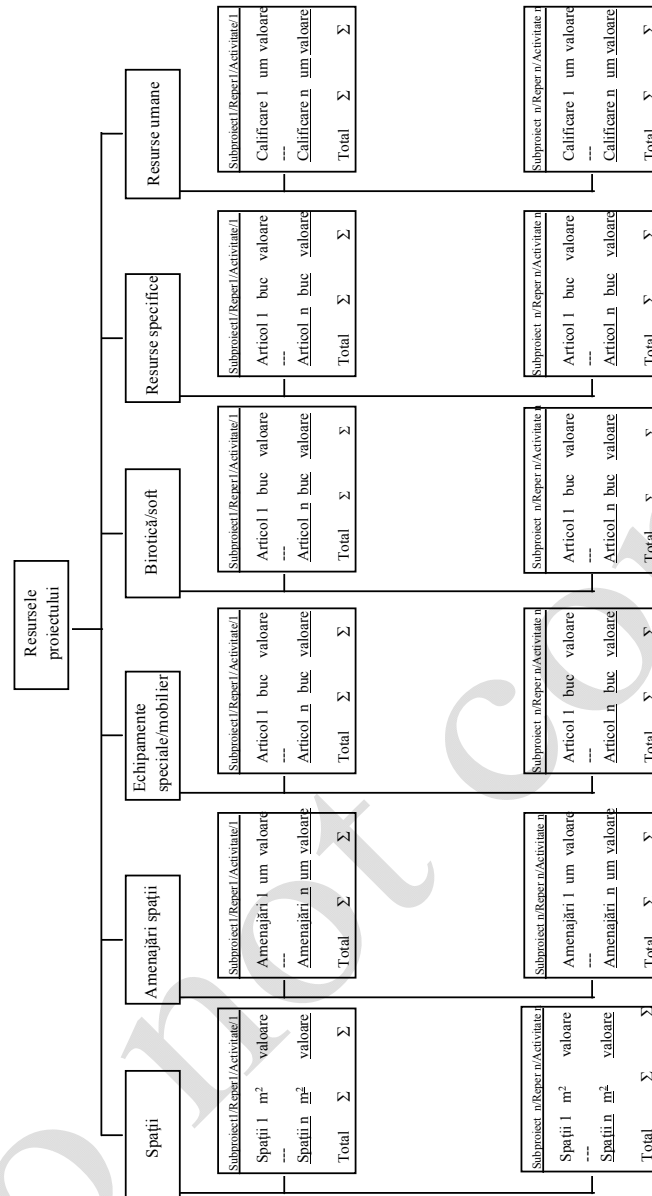 Resursele
proiectului
Spații
Amenajări spații
Echipamente
speciale/mobilier
Birotică/soft
Resurse specifice
Resurse umane
Subproiect1/Reper1/Activitate/1
Spații 1 m² valoare
---
Spații n m² valoare
Total Σ Σ
Subproiect n/Reper n/Activitate n
Spații 1 m² valoare
---
Spații n m² valoare
Total Σ Σ
Subproiect1/Reper1/Activitate/1
Amenajări 1 um valoare
---
Amenajări n um valoare
Total Σ Σ
Subproiect n/Reper n/Activitate n
Amenajări 1 um valoare
---
Amenajări n um valoare
Total Σ Σ
Subproiect1/Reper1/Activitate/1
Articol 1 buc valoare
---
Articol n buc valoare
Total Σ Σ
Subproiect n/Reper n/Activitate n
Articol 1 buc valoare
---
Articol n buc valoare
Total Σ Σ
Subproiect1/Reper1/Activitate/1
Articol 1 buc valoare
---
Articol n buc valoare
Total Σ Σ
Subproiect n/Reper n/Activitate n
Articol 1 buc valoare
---
Articol n buc valoare
Total Σ Σ
Subproiect1/Reper1/Activitate/1
Articol 1 buc valoare
---
Articol n buc valoare
Total Σ Σ
Subproiect n/Reper n/Activitate n
Articol 1 buc valoare
---
Articol n buc valoare
Total Σ Σ
Subproiect1/Reper1/Activitate/1
Calificare 1 um valoare
---
Calificare n um valoare
Total Σ Σ
Subproiect n/Reper n/Activitate n
Calificare 1 um valoare
---
Calificare n um valoare
Total Σ Σ
not